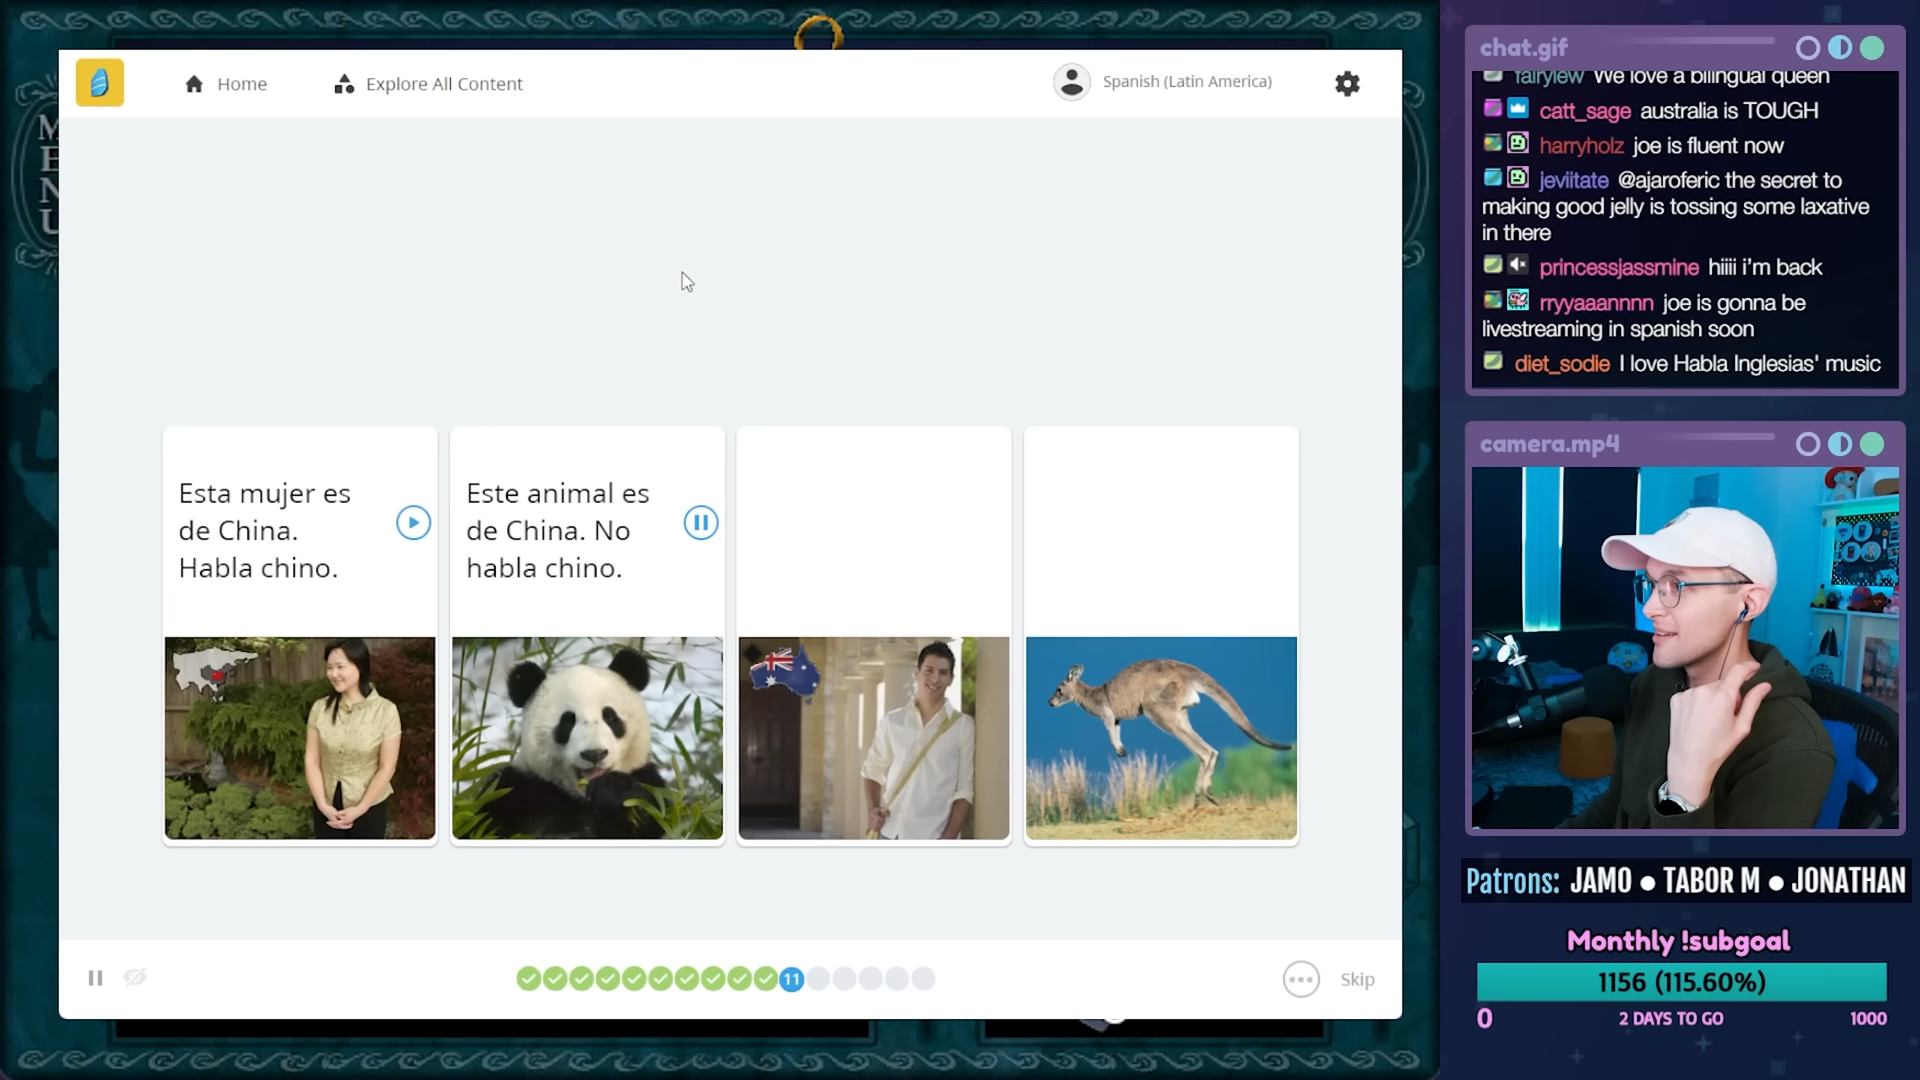 M
E
N
U
Home
Explore All Content
Spanish (Latin America)
Esta mujer es
de China.
Habla chino.
Este animal es
de China. No
habla chino.
11
Skip
chat.gif
fairylew We love a bilingual queen
catt_sage australia is TOUGH
harryholz joe is fluent now
jeviitate @ajaroferic the secret to
making good jelly is tossing some laxative
in there
princessjassmine hiiii i'm back
rryyaaannnn joe is gonna be
livestreaming in spanish soon
diet_sodie I love Habla Inglesias' music
camera.mp4
Patrons: JAMO ● TABOR M ● JONATHAN
Monthly !subgoal
1156 (115.60%)
0 2 DAYS TO GO 1000